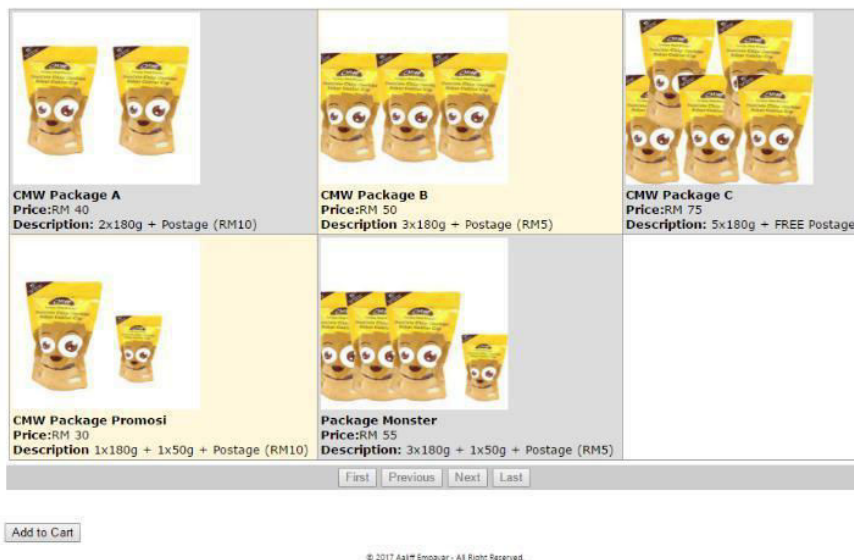 CMW Package A
Price:RM 40
Description: 2x180g + Postage (RM10)
CMW Package B
Price:RM 50
Description 3x180g + Postage (RM5)
CMW Package C
Price:RM 75
Description: 5x180g + FREE Postage
CMW Package Promosi
Price:RM 30
Description 1x180g + 1x50g + Postage (RM10)
Package Monster
Price:RM 55
Description: 3x180g + 1x50g + Postage (RM5)
First Previous Next Last
Add to Cart
© 2017 Aaliff Empayar - All Right Reserved.